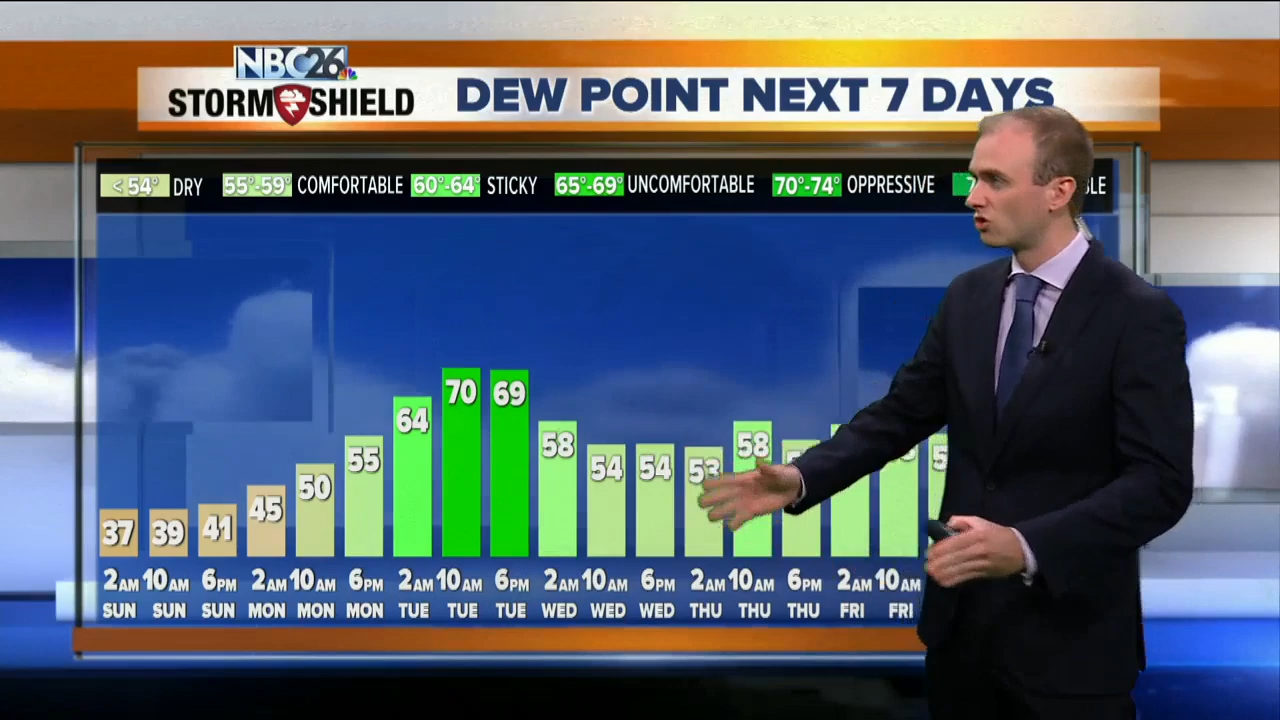 NBC26
STORM SHIELD
DEW POINT NEXT 7 DAYS
< 54° DRY 55°-59° COMFORTABLE 60°-64° STICKY 65°-69° UNCOMFORTABLE 70°-74° OPPRESSIVE
37 39 41 45 50 55 64 70 69 58 54 54 53 58
2AM 10AM 6PM 2AM 10AM 6PM 2AM 10AM 6PM 2AM 10AM 6PM 2AM 10AM 6PM 2AM 10AM
SUN SUN SUN MON MON MON TUE TUE TUE WED WED WED THU THU THU FRI FRI